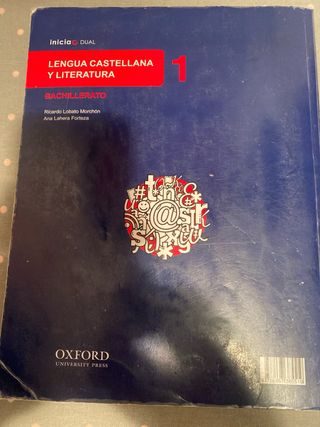 inicia DUAL
LENGUA CASTELLANA
Y LITERATURA
1
BACHILLERATO
Ricardo Lobato Morchón
Ana Lahera Forteza
OXFORD
UNIVERSITY PRESS